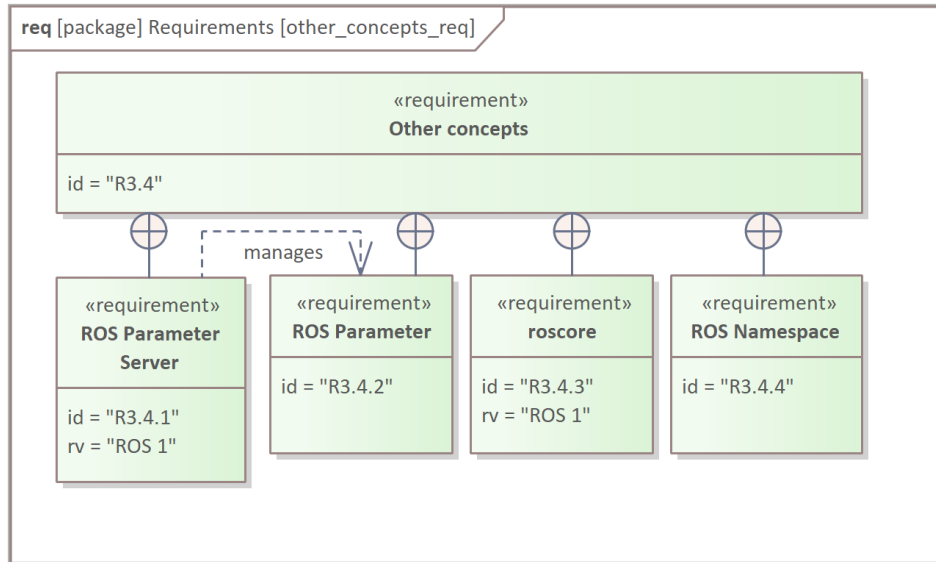 req [package] Requirements [other_concepts_req]
«requirement»
Other concepts
id = "R3.4"
manages
«requirement»
ROS Parameter
Server
id = "R3.4.1"
rv = "ROS 1"
«requirement»
ROS Parameter
id = "R3.4.2"
«requirement»
roscore
id = "R3.4.3"
rv = "ROS 1"
«requirement»
ROS Namespace
id = "R3.4.4"